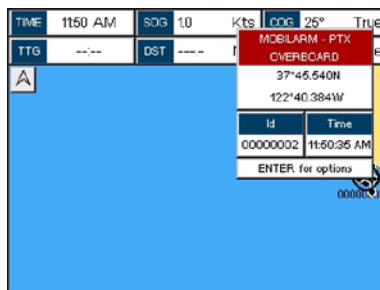 TIME 11:50 AM SOG 1.0 Kts COG 25° True
TTG --:-- DST ----
MOBILARM - PTX
OVERBOARD
37°45.540N
122°40.384W
Id Time
00000002 11:50:35 AM
ENTER for options